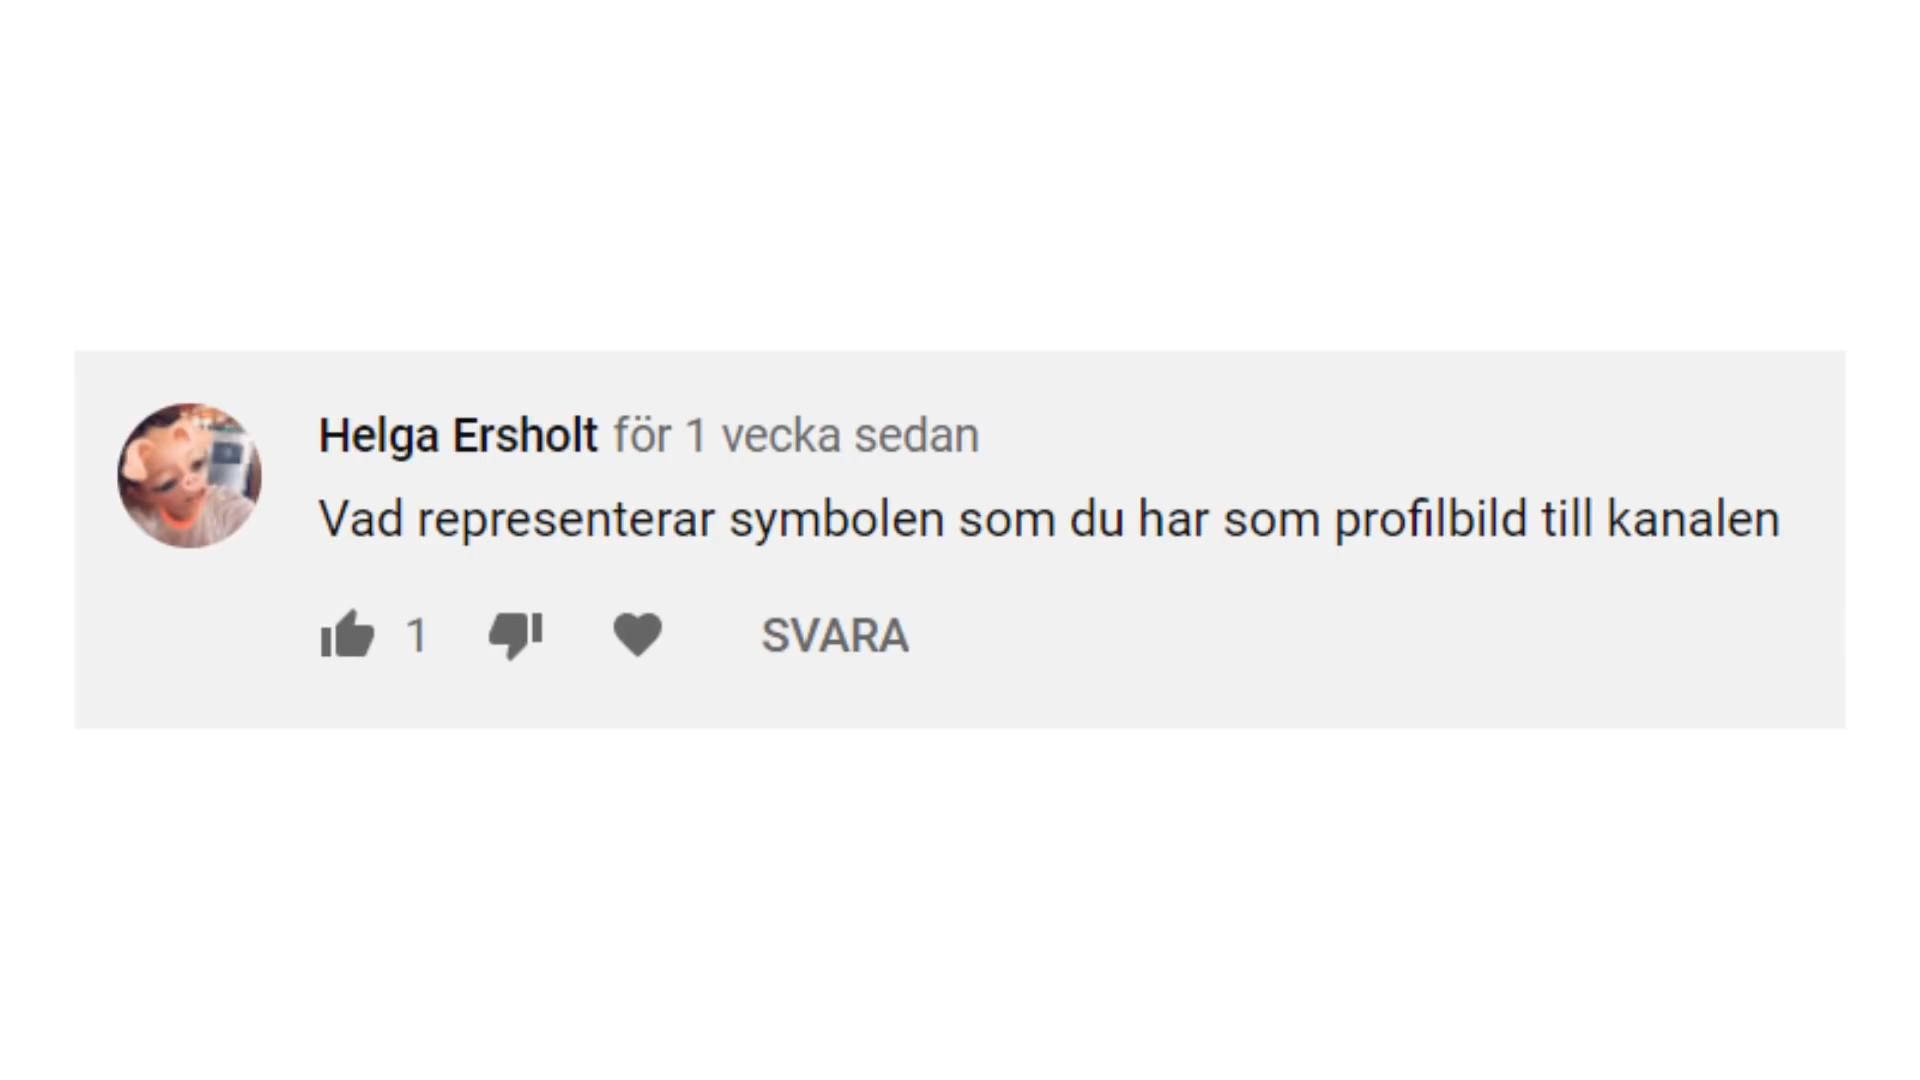 Helga Ersholt för 1 vecka sedan
Vad representerar symbolen som du har som profilbild till kanalen
1 SVARA